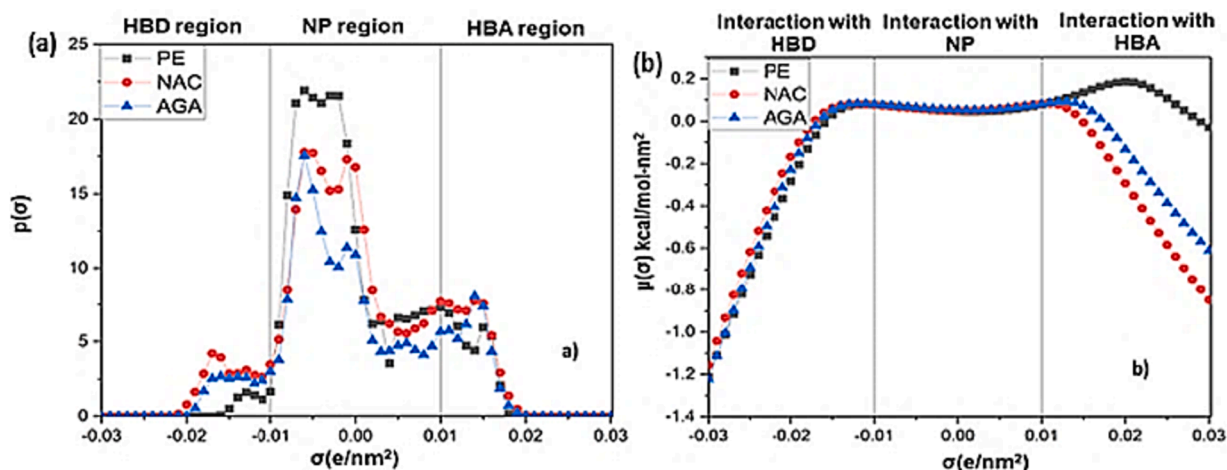 (a)
HBD region NP region HBA region
25
20
15
10
5
0
p(σ)
PE
NAC
AGA
a)
-0.03 -0.02 -0.01 0.00 0.01 0.02 0.03
σ(e/nm²)
(b)
Interaction with HBD
Interaction with NP
Interaction with HBA
0.2
0.0
-0.2
-0.4
-0.6
-0.8
-1.0
-1.2
-1.4
μ(σ) kcal/mol-nm²
PE
NAC
AGA
b)
-0.03 -0.02 -0.01 0.00 0.01 0.02 0.03
σ(e/nm²)